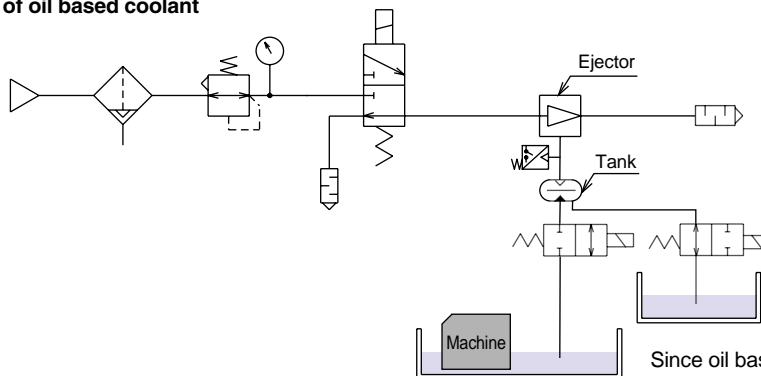 of oil based coolant
Ejector
Tank
Machine
Since oil bas